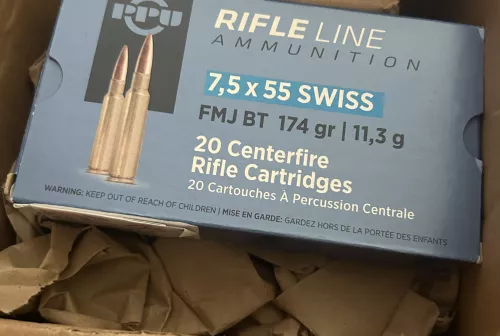 PPU
RIFLE LINE
AMMUNITION
7,5 x 55 SWISS
FMJ BT 174 gr | 11,3 g
20 Centerfire
Rifle Cartridges
20 Cartouches À Percussion Centrale
WARNING: KEEP OUT OF REACH OF CHILDREN | MISE EN GARDE: GARDEZ HORS DE LA PORTÉE DES ENFANTS